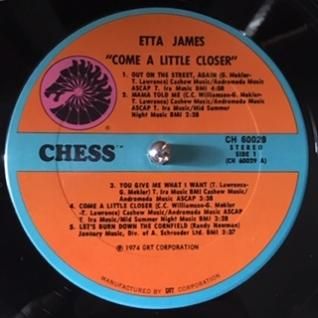 ETTA JAMES
"COME A LITTLE CLOSER"
1. OUT ON THE STREET, AGAIN (G. Mekler-
T. Lawrence) Cashew Music/Andromeda Music
ASCAP T. Ira Music BMI 4:08
2. MAMA TOLD ME (C.C. Williamson-G. Mekler-
T. Lawrence) Cashew Music/Andromeda Music
ASCAP T. Ira Music/Mid Summer
Night Music BMI 2:38
CHESS
CH 60029
STEREO
SIDE 1
(CH 60029 A)
3. YOU GIVE ME WHAT I WANT (T. Lawrence-
G. Mekler) T. Ira Music BMI Cashew Music/
Andromeda Music ASCAP 3:28
4. COME A LITTLE CLOSER (C.C. Williamson-G. Mekler
-T. Lawrence) Cashew Music/Andromeda Music ASCAP
T. Ira Music/Mid Summer Night Music BMI 3:58
5. LET'S BURN DOWN THE CORNFIELD (Randy Newman)
January Music, Div. of A. Schroder Ltd. BMI 3:37
℗ 1974 GRT CORPORATION
MANUFACTURED BY GRT CORPORATION